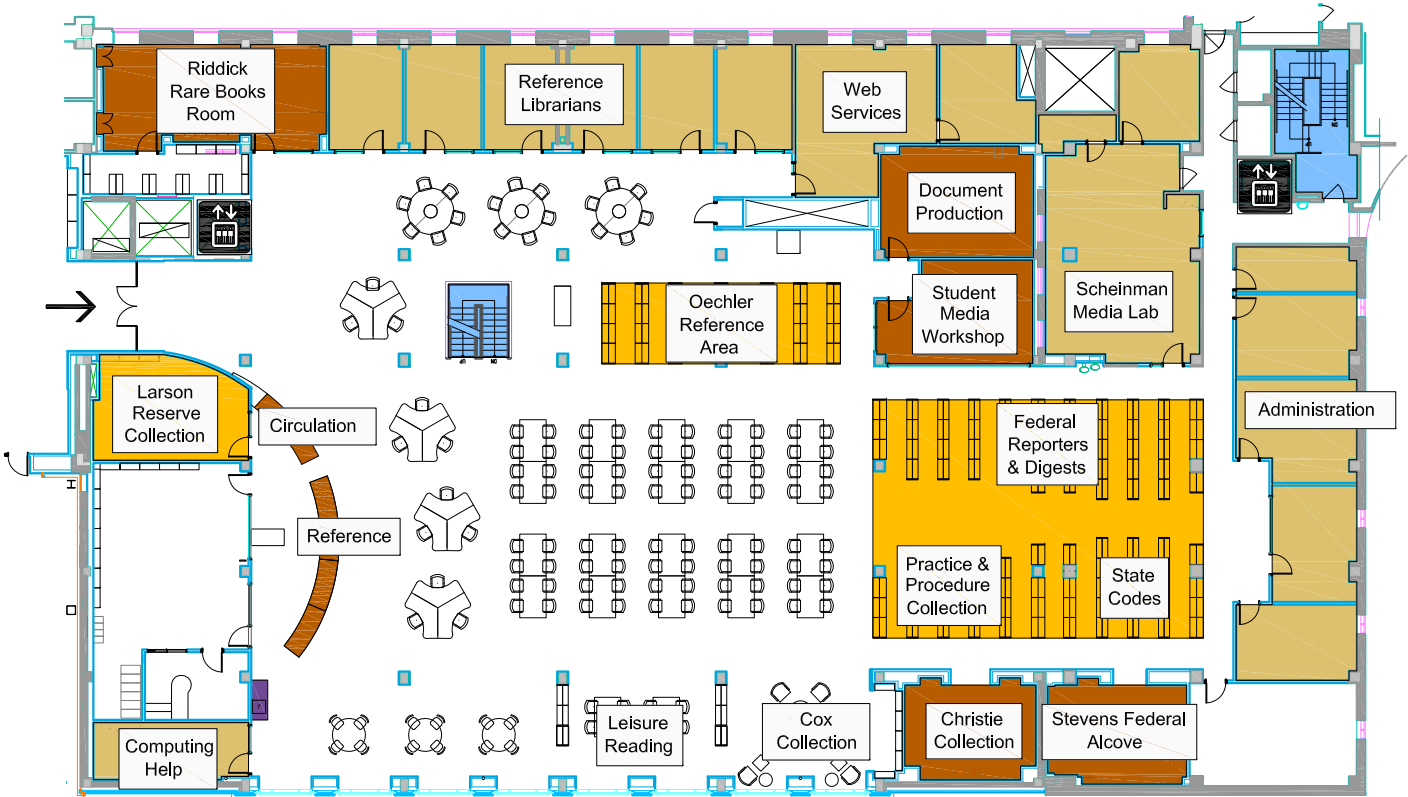 Riddick
Rare Books
Room
Reference
Librarians
Web
Services
Document
Production
Student
Media
Workshop
Scheinman
Media Lab
Oechler
Reference
Area
Larson
Reserve
Collection
Circulation
Reference
Federal
Reporters
& Digests
Administration
Practice &
Procedure
Collection
State
Codes
Computing
Help
Leisure
Reading
Cox
Collection
Christie
Collection
Stevens Federal
Alcove